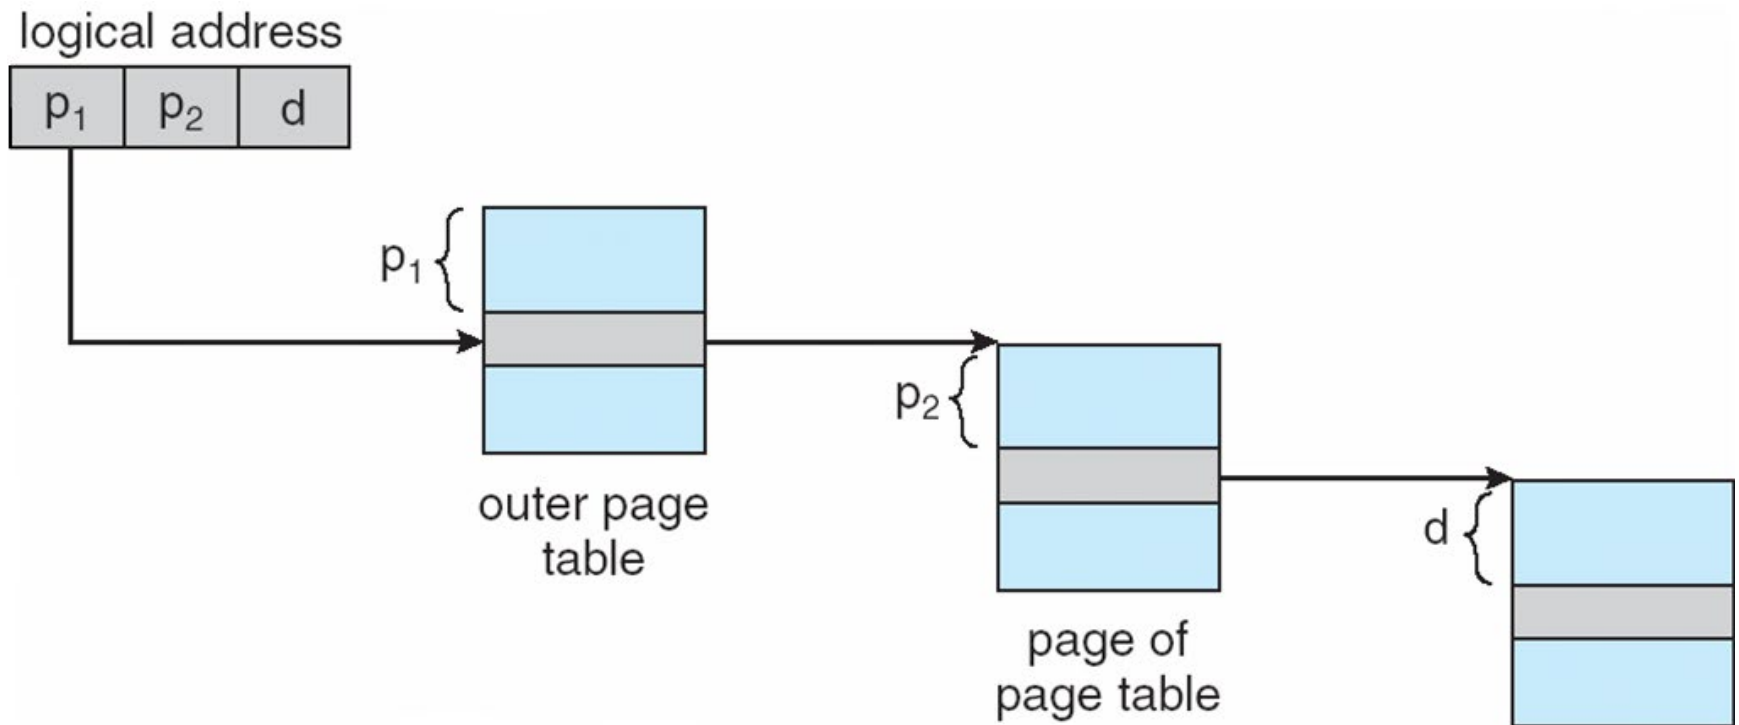 logical address
p₁ p₂ d
p₁
outer page
table
p₂
page of
page table
d